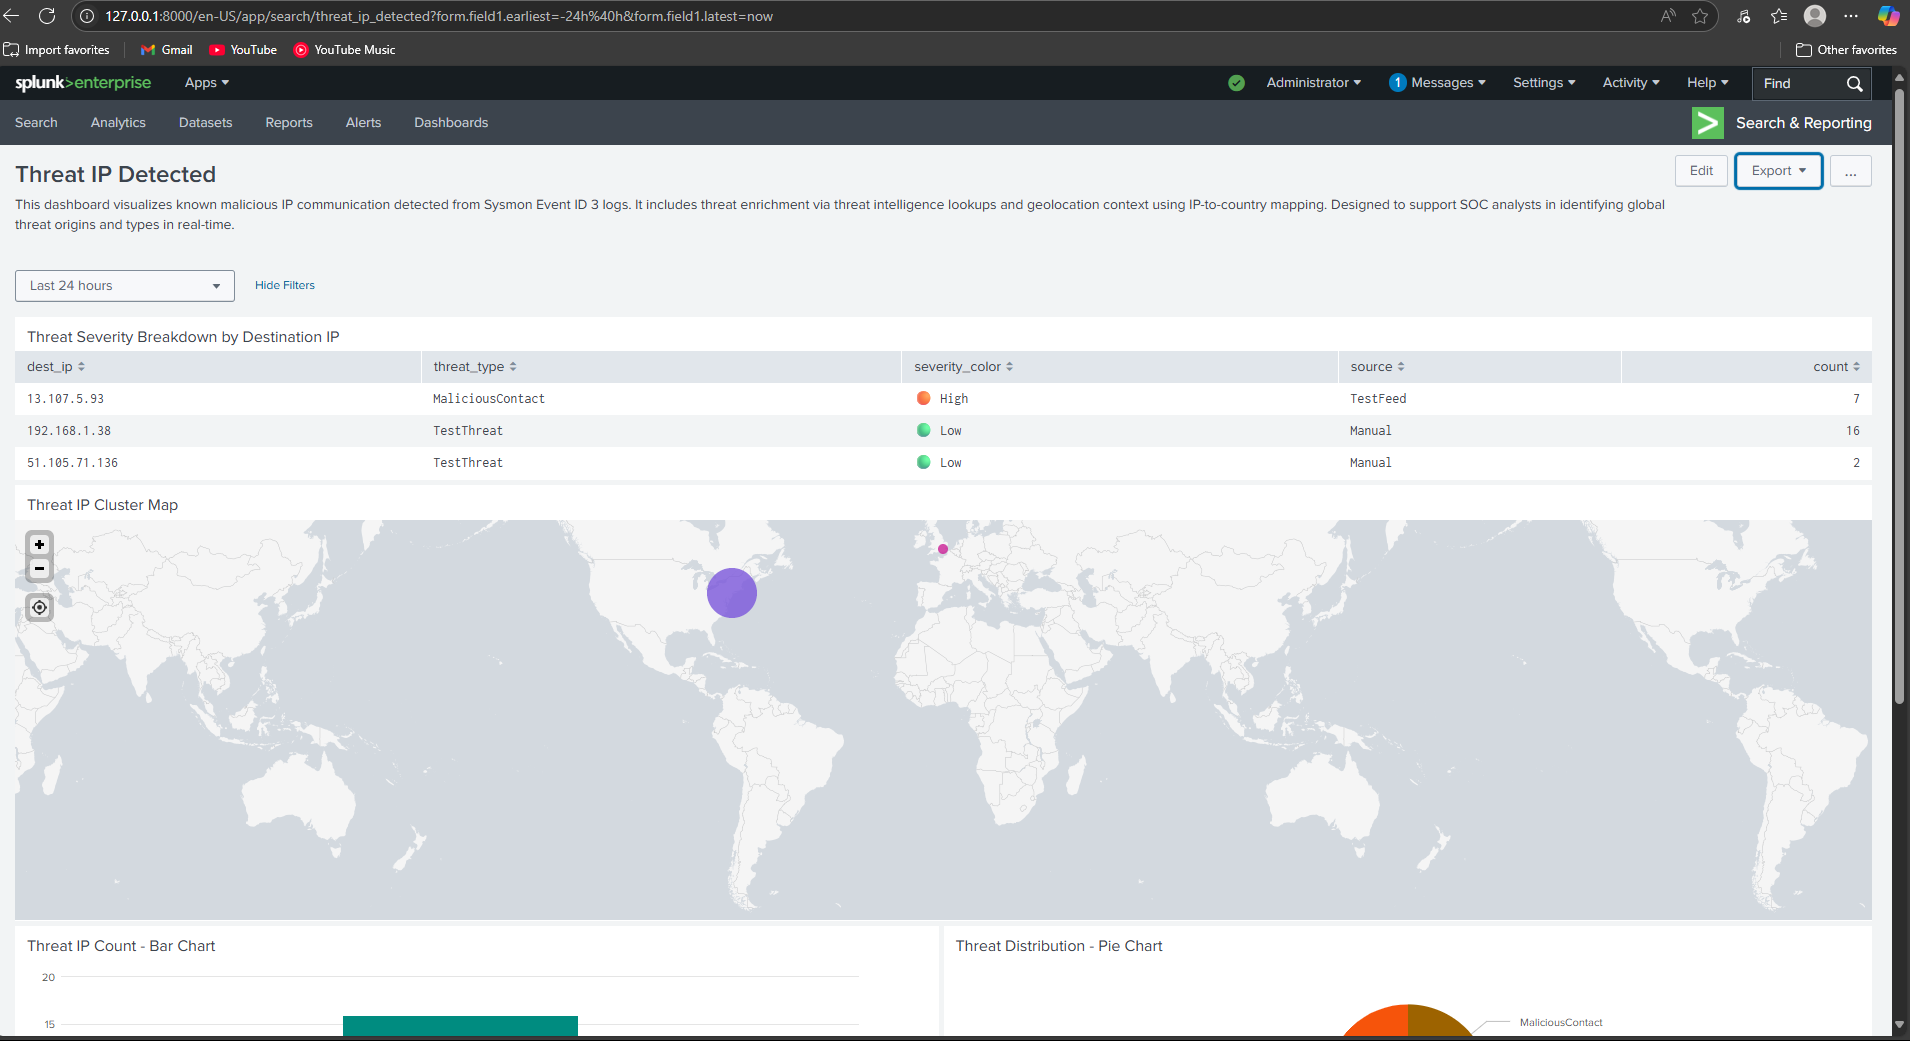 127.0.0.1:8000/en-US/app/search/threat_ip_detected?form.field1.earliest=-24h%40h&form.field1.latest=now
Import favorites
Gmail
YouTube
YouTube Music
Other favorites
splunk>enterprise
Apps
Administrator
1 Messages
Settings
Activity
Help
Find
Search
Analytics
Datasets
Reports
Alerts
Dashboards
> Search & Reporting
Threat IP Detected
Edit
Export
...
This dashboard visualizes known malicious IP communication detected from Sysmon Event ID 3 logs. It includes threat enrichment via threat intelligence lookups and geolocation context using IP-to-country mapping. Designed to support SOC analysts in identifying global
threat origins and types in real-time.
Last 24 hours
Hide Filters
Threat Severity Breakdown by Destination IP
dest_ip threat_type severity_color source count
13.107.5.93 MaliciousContact High TestFeed 7
192.168.1.38 TestThreat Low Manual 16
51.105.71.136 TestThreat Low Manual 2
Threat IP Cluster Map
+
-
Threat IP Count - Bar Chart
20
15
Threat Distribution - Pie Chart
MaliciousContact